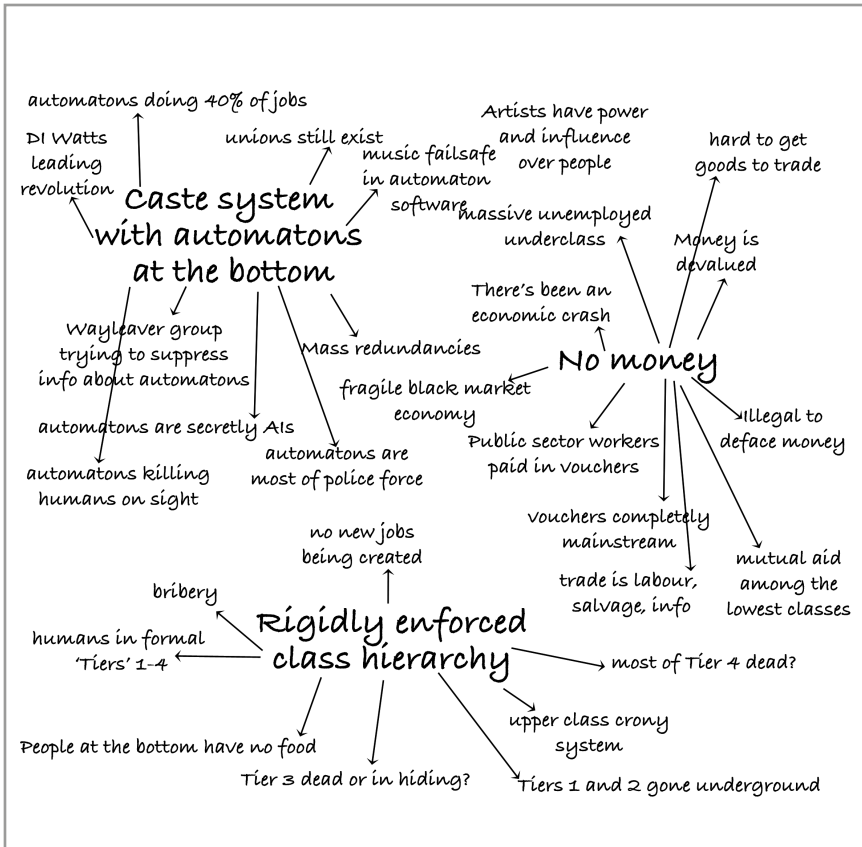 automatons doing 40% of jobs
DI Watts
leading
revolution
unions still exist
music failsafe
in automaton
software
Caste system
with automatons
at the bottom
Wayleaver group
trying to suppress
info about automatons
Mass redundancies
automatons are secretly AIs
automatons are
most of police force
automatons killing
humans on sight
Artists have power
and influence
over people
hard to get
goods to trade
massive unemployed
underclass
Money is
devalued
There's been an
economic crash
No money
fragile black market
economy
Public sector workers
paid in vouchers
Illegal to
deface money
vouchers completely
mainstream
trade is labour,
salvage, info
mutual aid
among the
lowest classes
no new jobs
being created
bribery
Rigidly enforced
class hierarchy
humans in formal
'Tiers' 1-4
most of Tier 4 dead?
upper class crony
system
People at the bottom have no food
Tier 3 dead or in hiding?
Tiers 1 and 2 gone underground